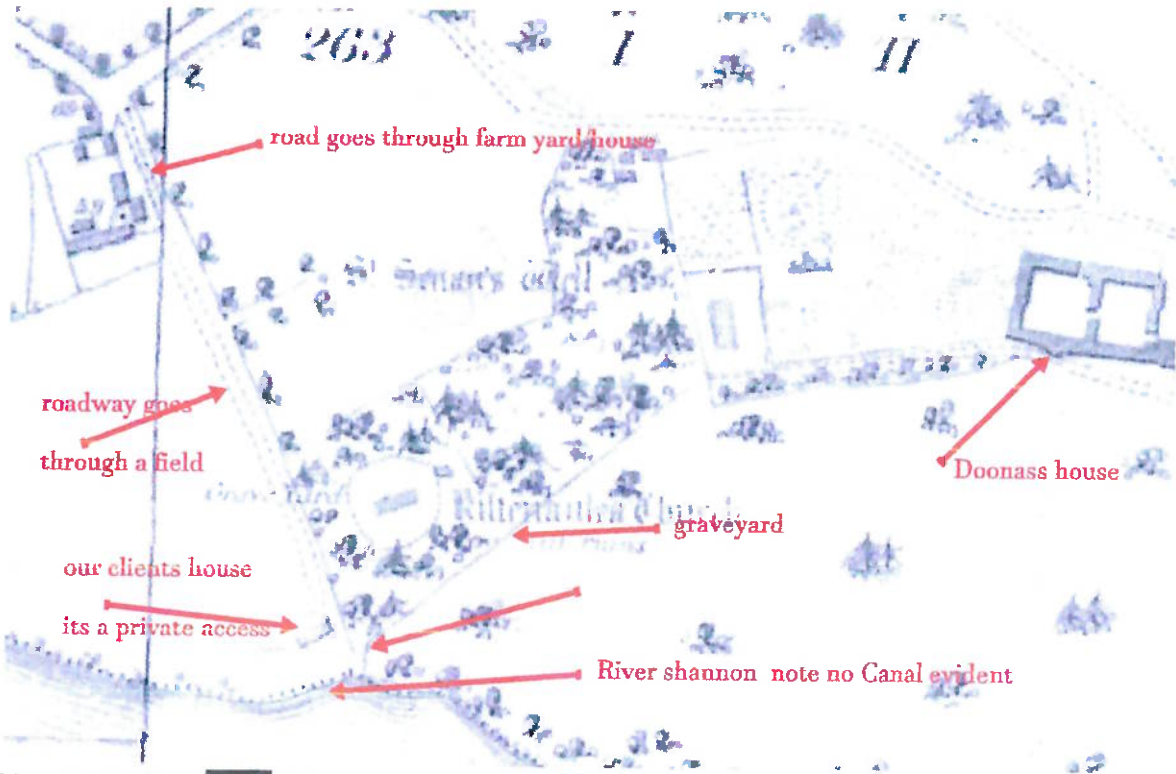 263 I II
road goes through farm yard/house
roadway goes
through a field
Doonass house
graveyard
our clients house
its a private access
River shannon note no Canal evident